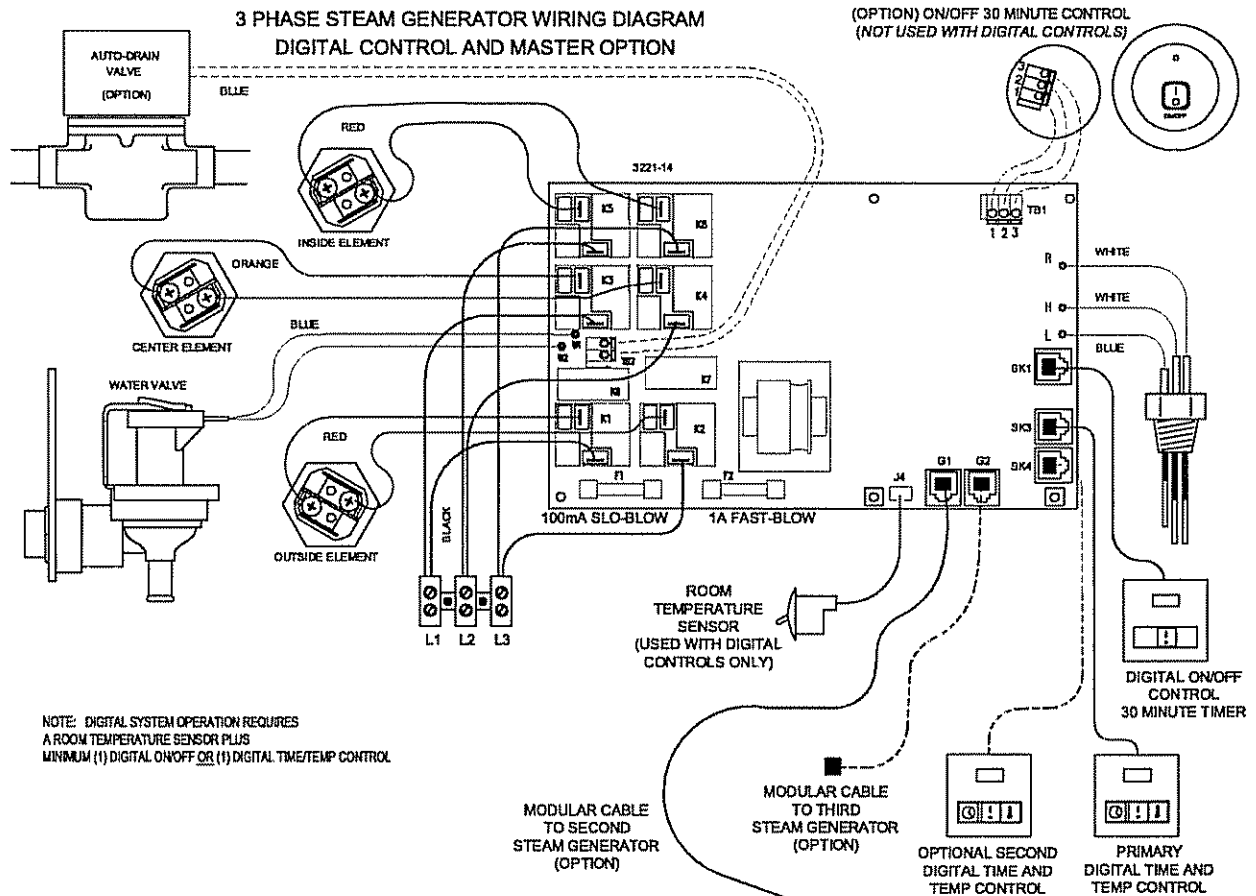 3 PHASE STEAM GENERATOR WIRING DIAGRAM
DIGITAL CONTROL AND MASTER OPTION
(OPTION) ON/OFF 30 MINUTE CONTROL
(NOT USED WITH DIGITAL CONTROLS)
AUTO-DRAIN
VALVE
(OPTION)
BLUE
3
2
1
ON/OFF
RED
INSIDE ELEMENT
3221-14
K5
K6
TB1
1 2 3
R
WHITE
ORANGE
CENTER ELEMENT
K3
K4
H
WHITE
L
BLUE
BLUE
K7
SK1
WATER VALVE
RED
K1
K2
SK3
SK4
OUTSIDE ELEMENT
BLACK
F1
F2
J4
G1
G2
100mA SLO-BLOW
1A FAST-BLOW
L1
L2
L3
ROOM
TEMPERATURE
SENSOR
(USED WITH DIGITAL
CONTROLS ONLY)
DIGITAL ON/OFF
CONTROL
30 MINUTE TIMER
NOTE: DIGITAL SYSTEM OPERATION REQUIRES
A ROOM TEMPERATURE SENSOR PLUS
MINIMUM (1) DIGITAL ON/OFF OR (1) DIGITAL TIME/TEMP CONTROL
MODULAR CABLE
TO SECOND
STEAM GENERATOR
(OPTION)
MODULAR CABLE
TO THIRD
STEAM GENERATOR
(OPTION)
OPTIONAL SECOND
DIGITAL TIME AND
TEMP CONTROL
PRIMARY
DIGITAL TIME AND
TEMP CONTROL